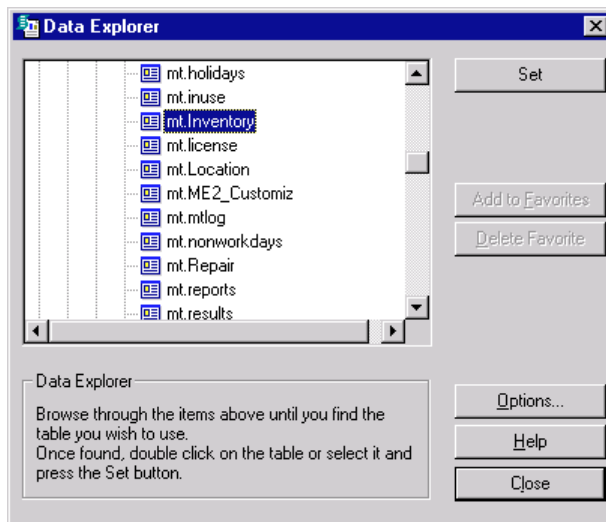 Data Explorer
mt.holidays
mt.inuse
mt.Inventory
mt.license
mt.Location
mt.ME2_Customiz
mt.mtlog
mt.nonworkdays
mt.Repair
mt.reports
mt.results
Set
Add to Favorites
Delete Favorite
Data Explorer
Browse through the items above until you find the
table you wish to use.
Once found, double click on the table or select it and
press the Set button.
Options...
Help
Close